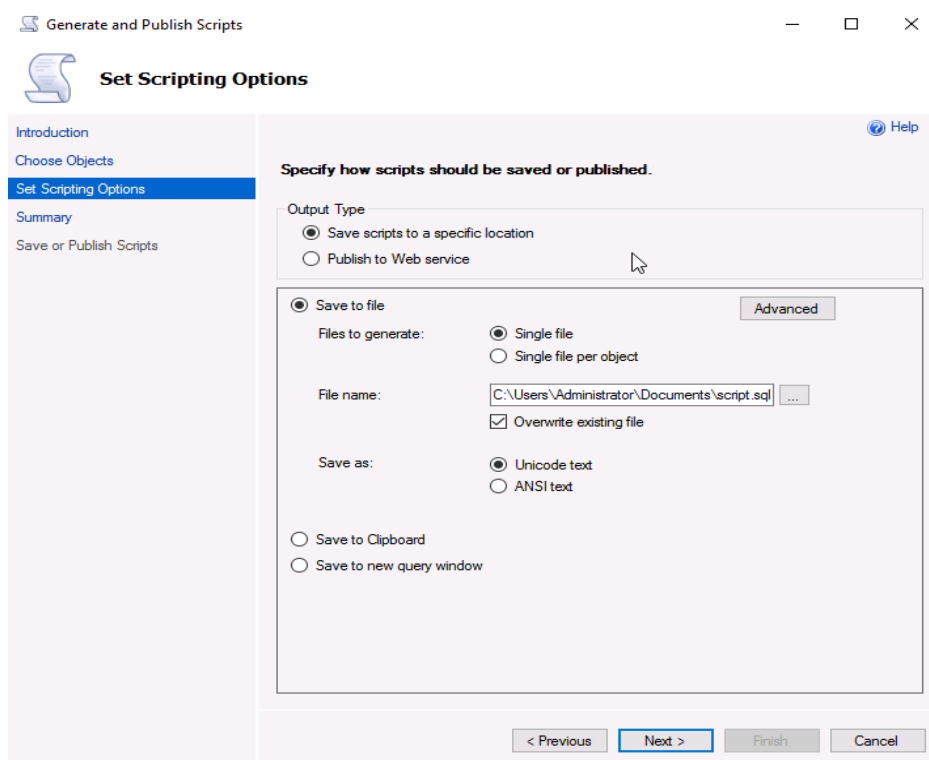 Generate and Publish Scripts
Set Scripting Options
Introduction
Choose Objects
Set Scripting Options
Summary
Save or Publish Scripts
Help
Specify how scripts should be saved or published.
Output Type
Save scripts to a specific location
Publish to Web service
Save to file
Advanced
Files to generate:
Single file
Single file per object
File name:
C:\Users\Administrator\Documents\script.sql
...
Overwrite existing file
Save as:
Unicode text
ANSI text
Save to Clipboard
Save to new query window
< Previous
Next >
Finish
Cancel